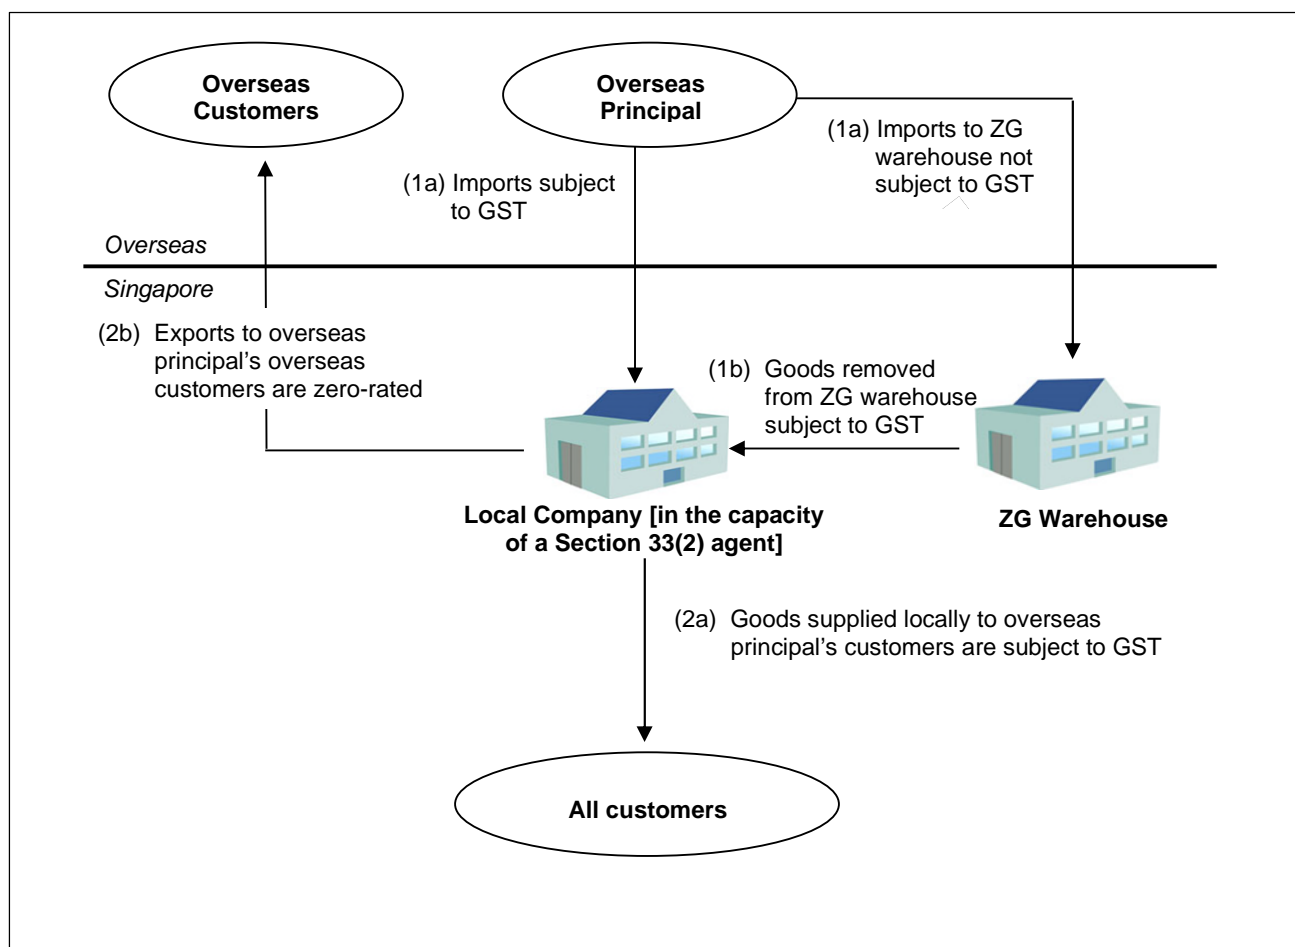 Overseas
Customers
Overseas
Principal
(1a) Imports to ZG
warehouse not
subject to GST
(1a) Imports subject
to GST
Overseas
Singapore
(2b) Exports to overseas
principal's overseas
customers are zero-rated
(1b) Goods removed
from ZG warehouse
subject to GST
Local Company [in the capacity
of a Section 33(2) agent]
ZG Warehouse
(2a) Goods supplied locally to overseas
principal's customers are subject to GST
All customers